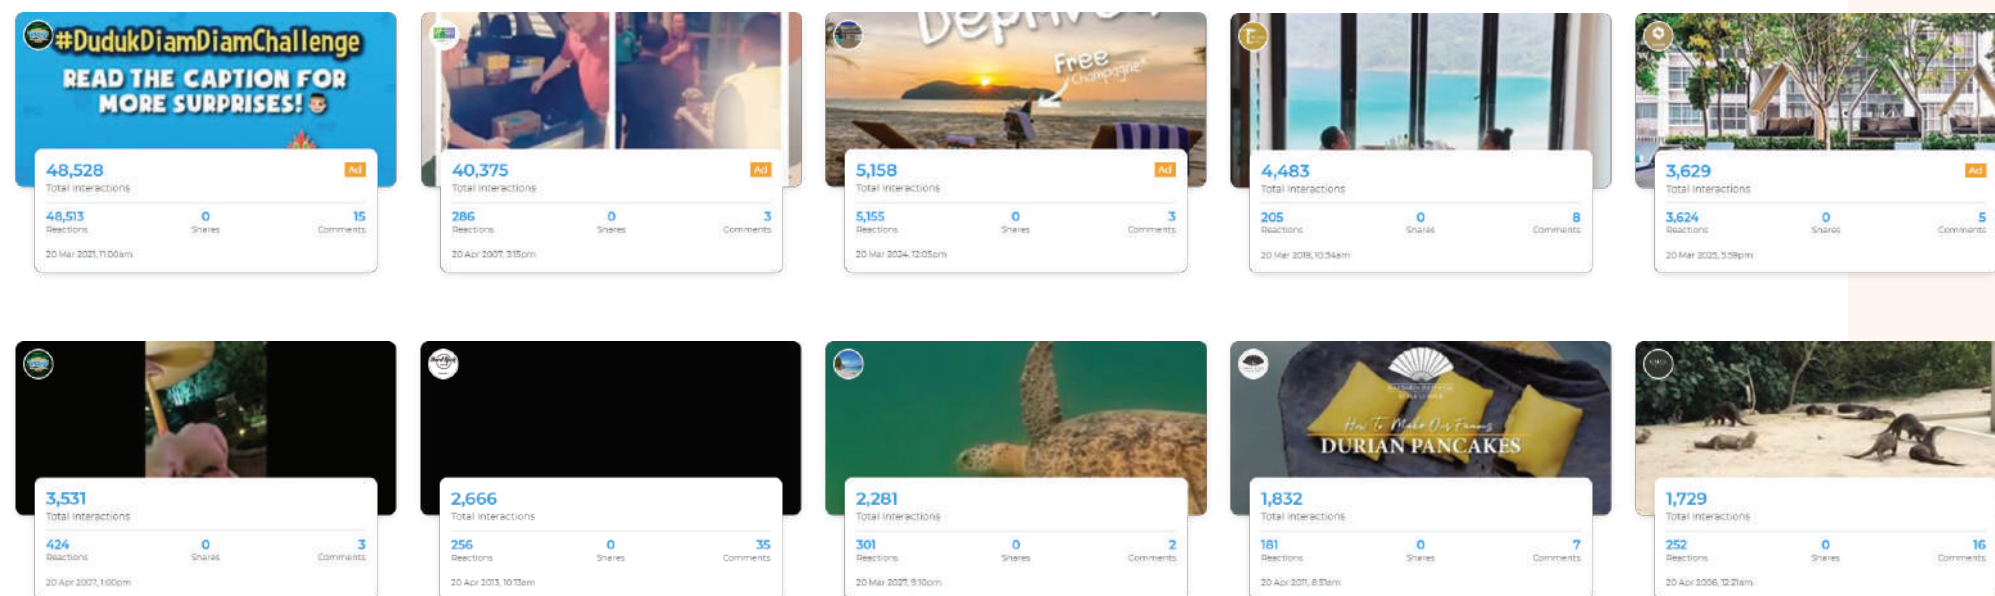 #DudukDiamDiamChallenge
READ THE CAPTION FOR
MORE SURPRISES!
48,528
Ad
Total Interactions
48,513 0 15
Reactions Shares Comments
20 Mar 2021, 11:00am
40,375
Ad
Total Interactions
286 0 3
Reactions Shares Comments
20 Apr 2007, 3:15pm
Deprived
Free
Champagne*
5,158
Ad
Total Interactions
5,155 0 3
Reactions Shares Comments
20 Mar 2024, 12:05pm
4,483
Total Interactions
205 0 8
Reactions Shares Comments
20 Mar 2018, 10:34am
3,629
Ad
Total Interactions
3,624 0 5
Reactions Shares Comments
20 Mar 2025, 5:59pm
3,531
Total Interactions
424 0 3
Reactions Shares Comments
20 Apr 2007, 1:00pm
2,666
Total Interactions
256 0 35
Reactions Shares Comments
20 Apr 2013, 10:13am
2,281
Total Interactions
301 0 2
Reactions Shares Comments
20 Mar 2027, 9:10pm
How To Make Our Famous
DURIAN PANCAKES
1,832
Total Interactions
181 0 7
Reactions Shares Comments
20 Apr 2011, 8:51am
1,729
Total Interactions
252 0 16
Reactions Shares Comments
20 Apr 2006, 12:21am